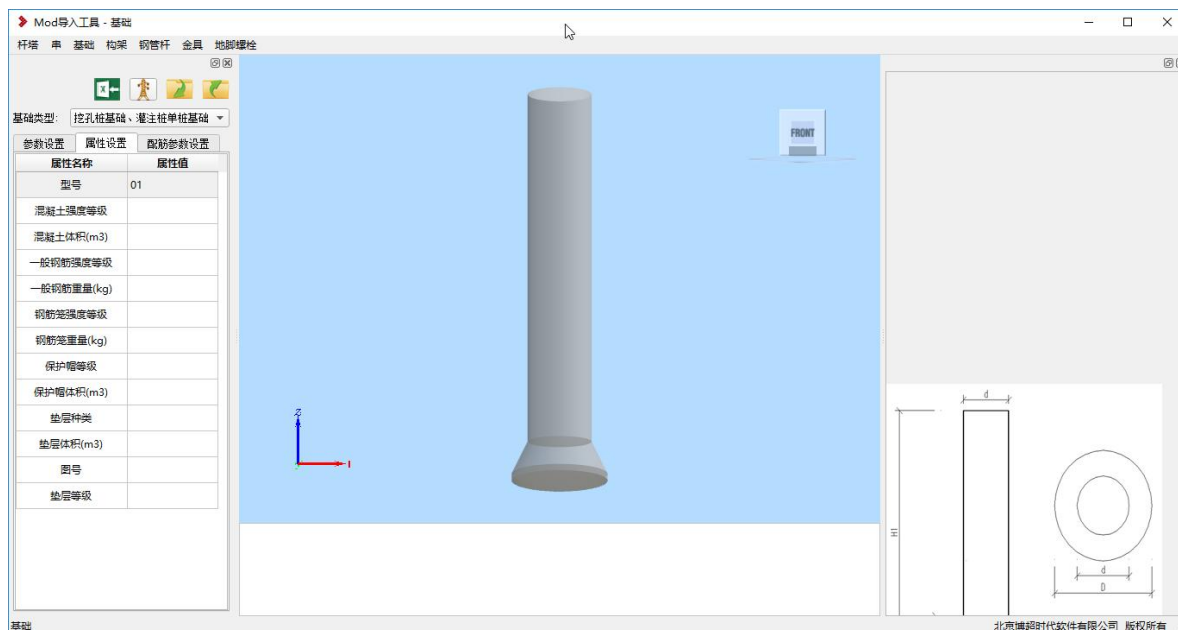 Mod导入工具 - 基础
杆塔 串 基础 构架 钢管杆 金具 地脚螺栓
基础类型: 挖孔桩基础、灌注桩单桩基础
参数设置 属性设置 配筋参数设置
属性名称 属性值
型号 01
混凝土强度等级
混凝土体积(m3)
一般钢筋强度等级
一般钢筋重量(kg)
钢筋笼强度等级
钢筋笼重量(kg)
保护帽等级
保护帽体积(m3)
垫层种类
垫层体积(m3)
图号
垫层等级
FRONT
Z
d
H1
d
D
基础
北京博超时代软件有限公司 版权所有